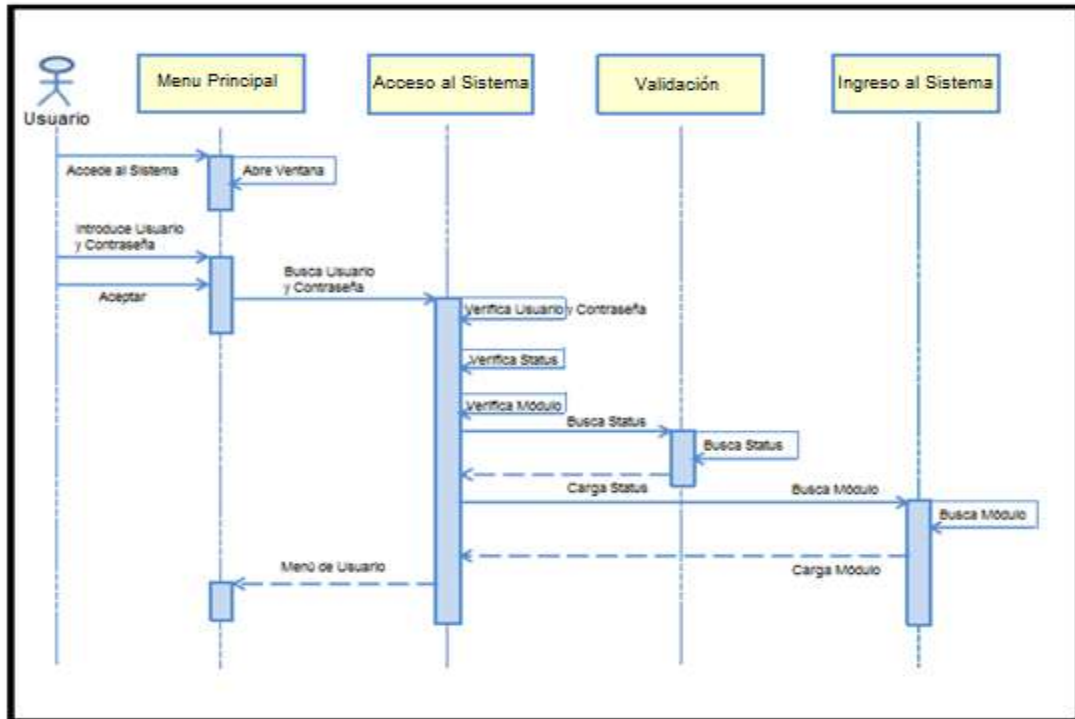 Menu Principal
Acceso al Sistema
Validación
Ingreso al Sistema
Usuario
Accede al Sistema
Abre Ventana
Introduce Usuario
y Contraseña
Aceptar
Busca Usuario
y Contraseña
Verifica Usuario y Contraseña
Verifica Status
Verifica Módulo
Busca Status
Busca Status
Carga Status
Busca Módulo
Busca Módulo
Menú de Usuario
Carga Módulo